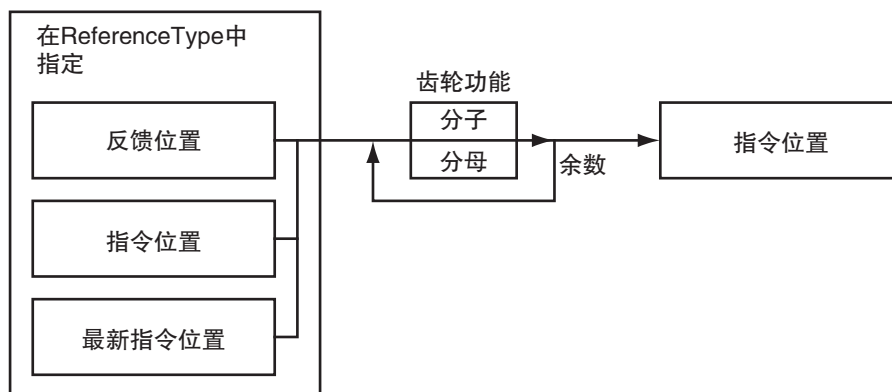 在ReferenceType中
指定
反馈位置
指令位置
最新指令位置
齿轮功能
分子
分母
余数
指令位置